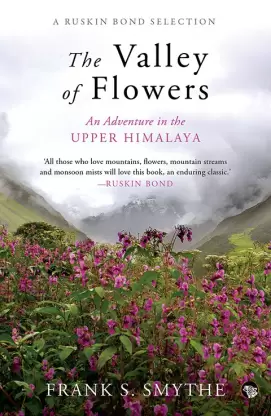 A RUSKIN BOND SELECTION
The Valley
of Flowers
An Adventure in the
UPPER HIMALAYA
‘All those who love mountains, flowers, mountain streams
and monsoon mists will love this book, an enduring classic.’
—RUSKIN BOND
FRANK S. SMYTHE